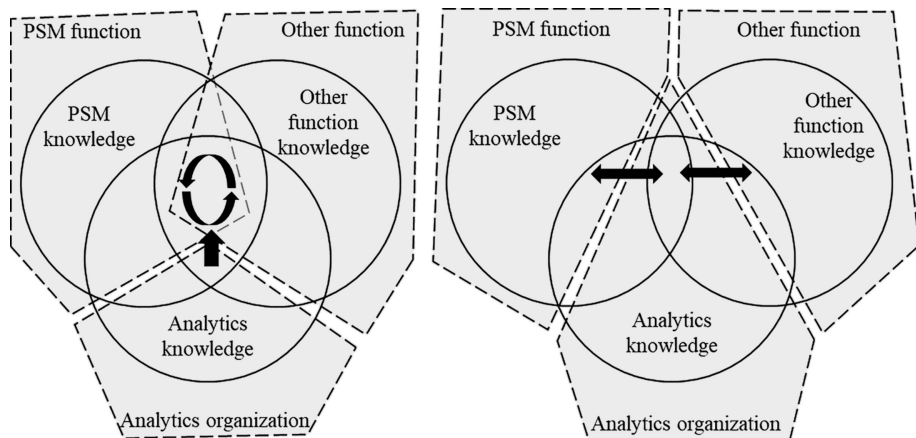 PSM function
Other function
PSM
knowledge
Other
function
knowledge
Analytics
knowledge
Analytics organization
PSM function
Other function
PSM
knowledge
Other
function
knowledge
Analytics
knowledge
Analytics organization